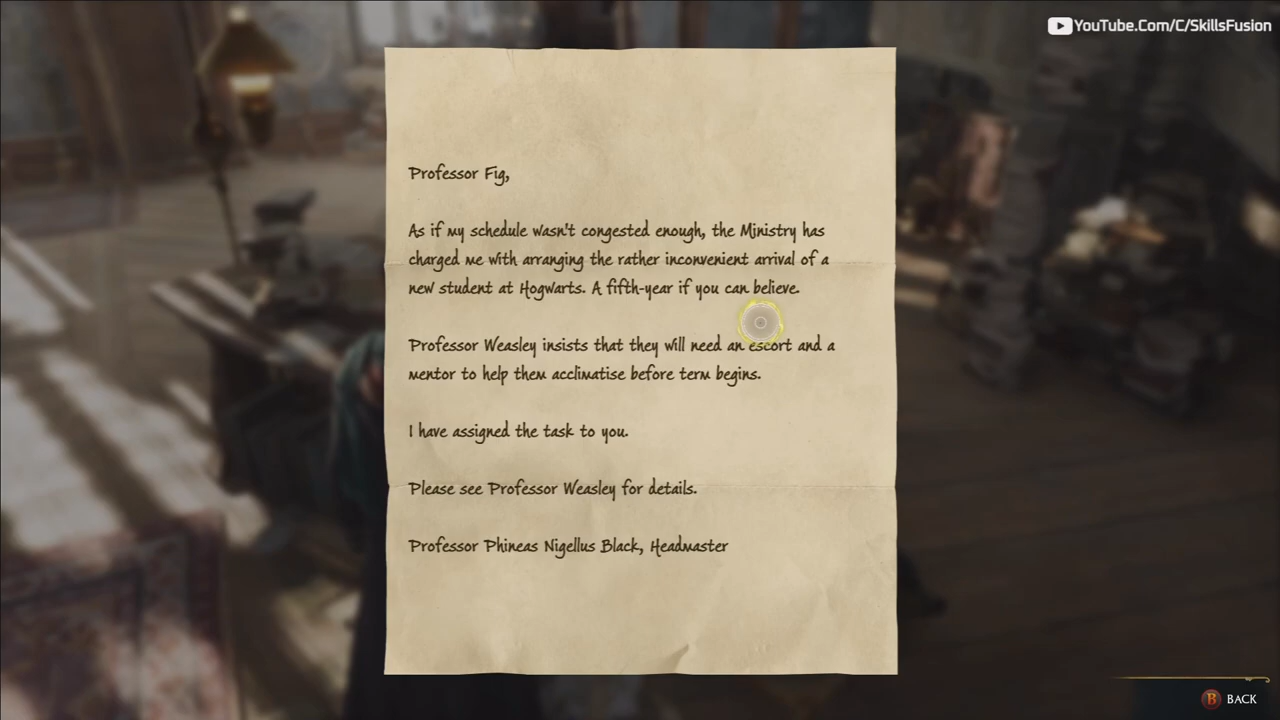 YouTube.Com/C/SkillsFusion
Professor Fig,
As if my schedule wasn't congested enough, the Ministry has
charged me with arranging the rather inconvenient arrival of a
new student at Hogwarts. A fifth-year if you can believe.
Professor Weasley insists that they will need an escort and a
mentor to help them acclimatise before term begins.
I have assigned the task to you.
Please see Professor Weasley for details.
Professor Phineas Nigellus Black, Headmaster
B BACK